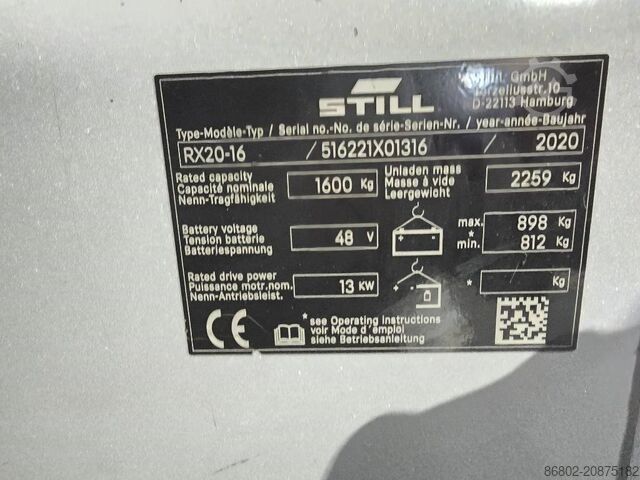 STILL
GmbH
D-22113 Hamburg
Type-Modèle-Typ / Serial no.-No. de série-Serien-Nr. / year-année-Baujahr
RX20-16 / 516221X01316 / 2020
Rated capacity
Capacité nominale
Nenn-Tragfähigkeit
1600 Kg
Unladen mass
Masse à vide
Leergewicht
2259 Kg
Battery voltage
Tension batterie
Batteriespannung
48 V
max. 898 Kg
*
min. 812 Kg
Rated drive power
Puissance motr.nom.
Nenn-Antriebsleist.
13 KW
* Kg
CE
*see Operating Instructions
voir Mode d'emploi
siehe Betriebsanleitung
86802-20875182